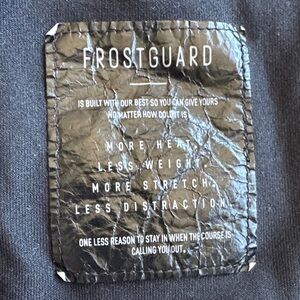 FROSTGUARD
IS BUILT WITH OUR BEST SO YOU CAN GIVE YOURS
NO MATTER HOW COLD IT IS
MORE HEAT.
LESS WEIGHT.
MORE STRETCH.
LESS DISTRACTION.
ONE LESS REASON TO STAY IN WHEN THE COURSE IS
CALLING YOU OUT.